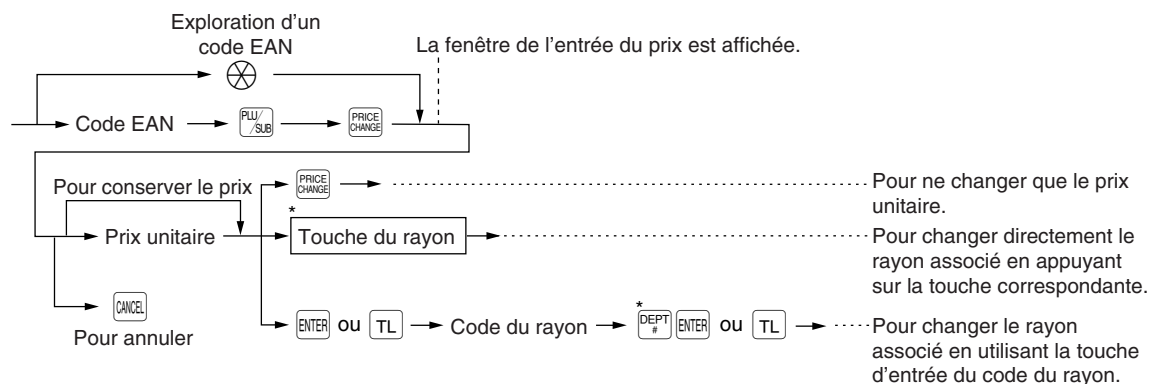 Exploration d'un
code EAN
La fenêtre de l'entrée du prix est affichée.
Code EAN PLU/SUB PRICE CHANGE
Pour conserver le prix
PRICE CHANGE
Pour ne changer que le prix
unitaire.
*
Prix unitaire Touche du rayon
Pour changer directement le
rayon associé en appuyant
sur la touche correspondante.
CANCEL
Pour annuler
*
ENTER ou TL Code du rayon DEPT # ENTER ou TL
Pour changer le rayon
associé en utilisant la touche
d'entrée du code du rayon.